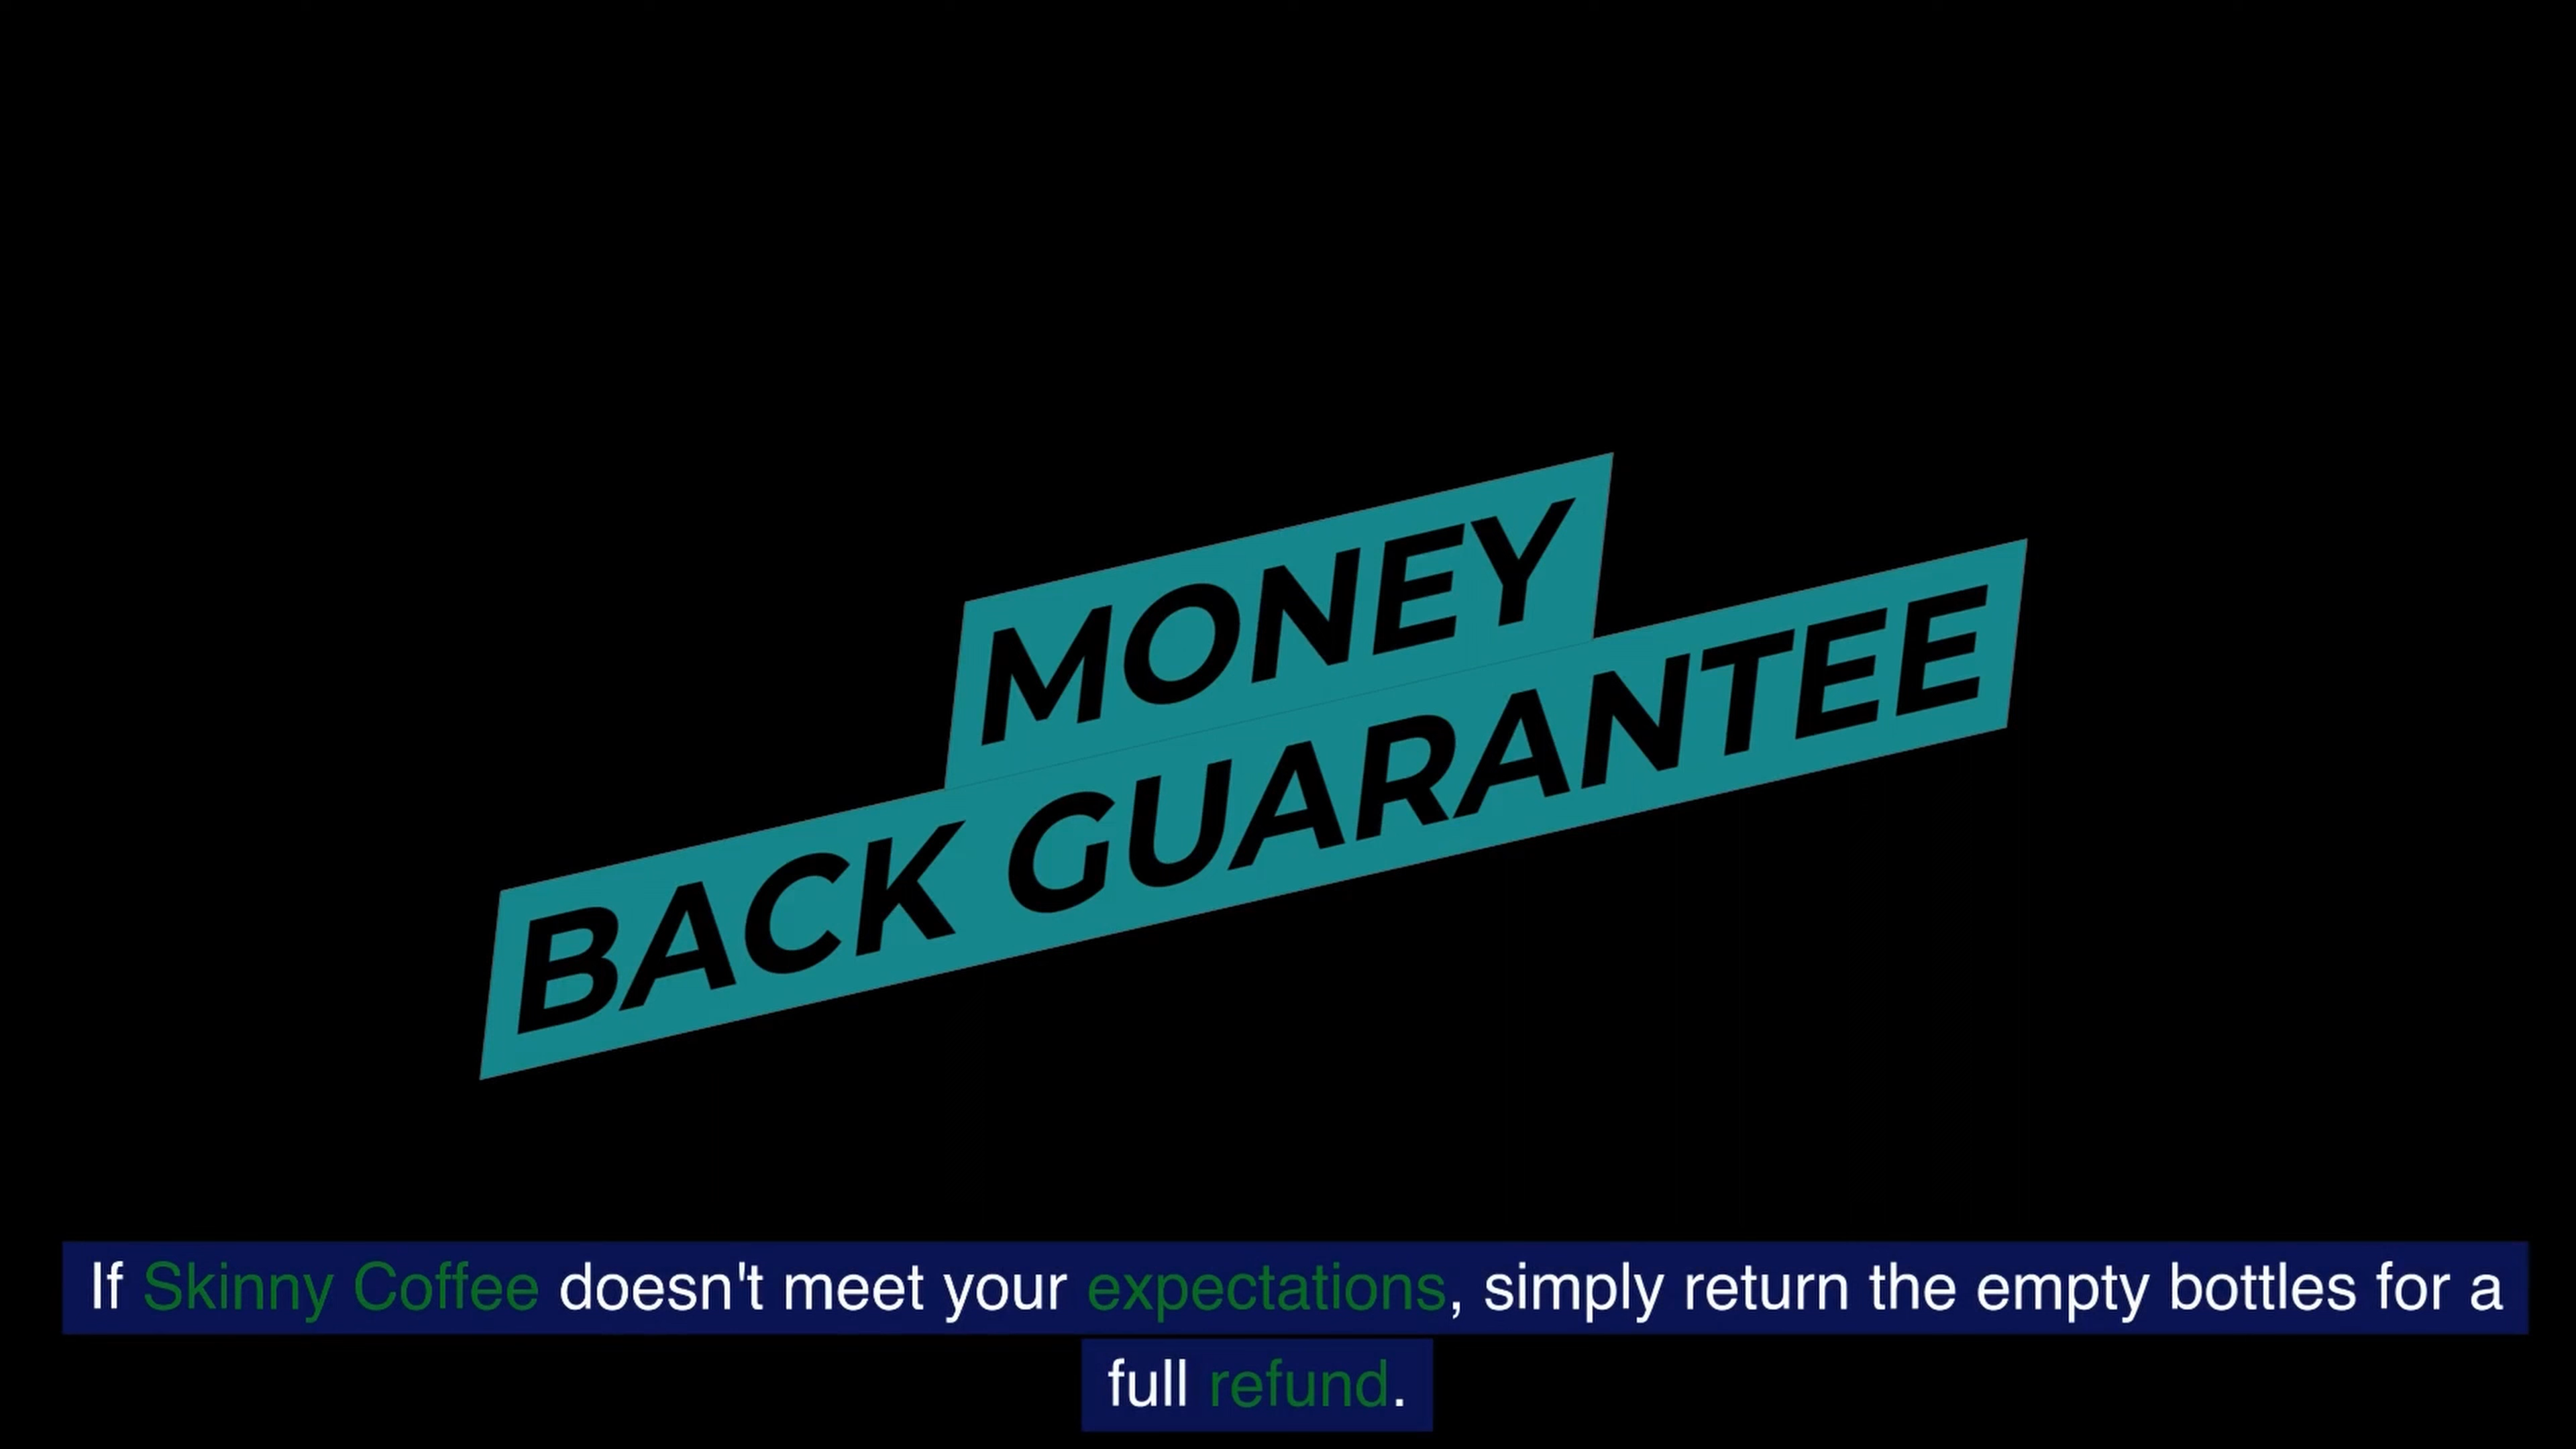 MONEY
BACK GUARANTEE
If Skinny Coffee doesn't meet your expectations, simply return the empty bottles for a
full refund.